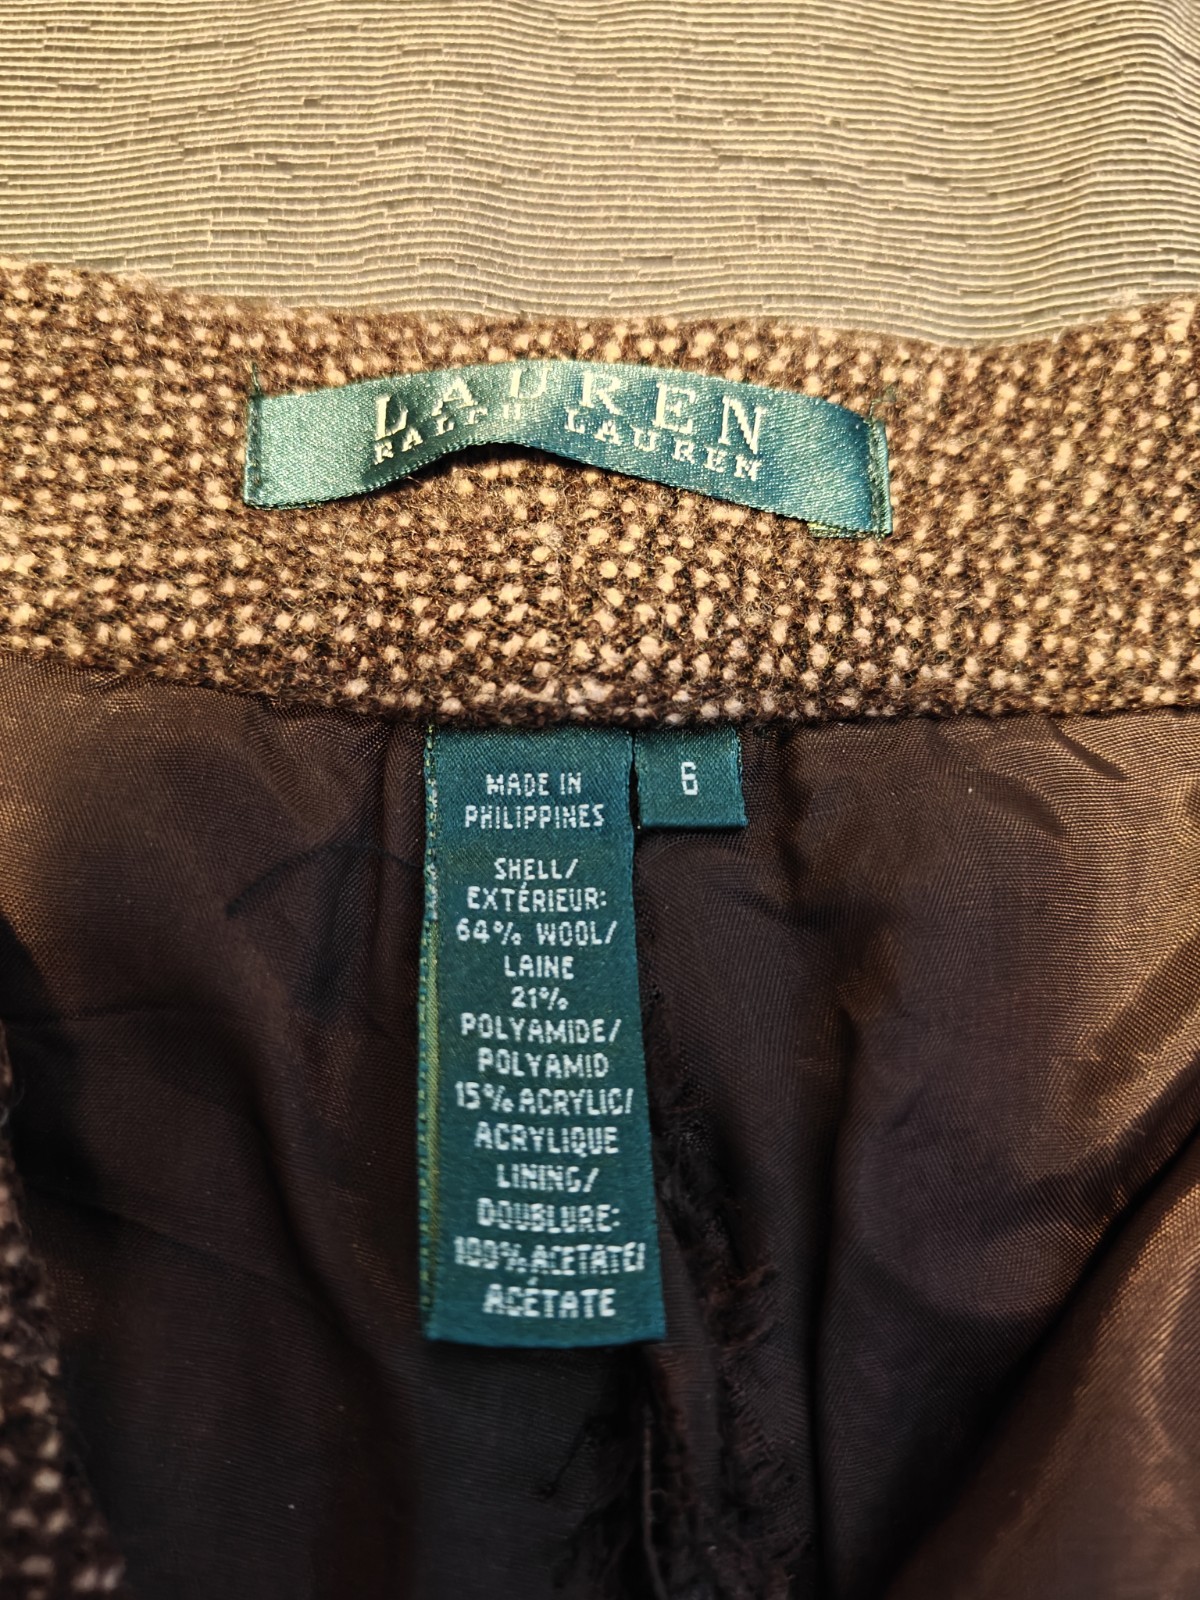 LAUREN
RALPH LAUREN
MADE IN
PHILIPPINES
6
SHELL/
EXTÉRIEUR:
64% WOOL/
LAINE
21%
POLYAMIDE/
POLYAMID
15% ACRYLIC/
ACRYLIQUE
LINING/
DOUBLURE:
100% ACETATE/
ACÉTATE